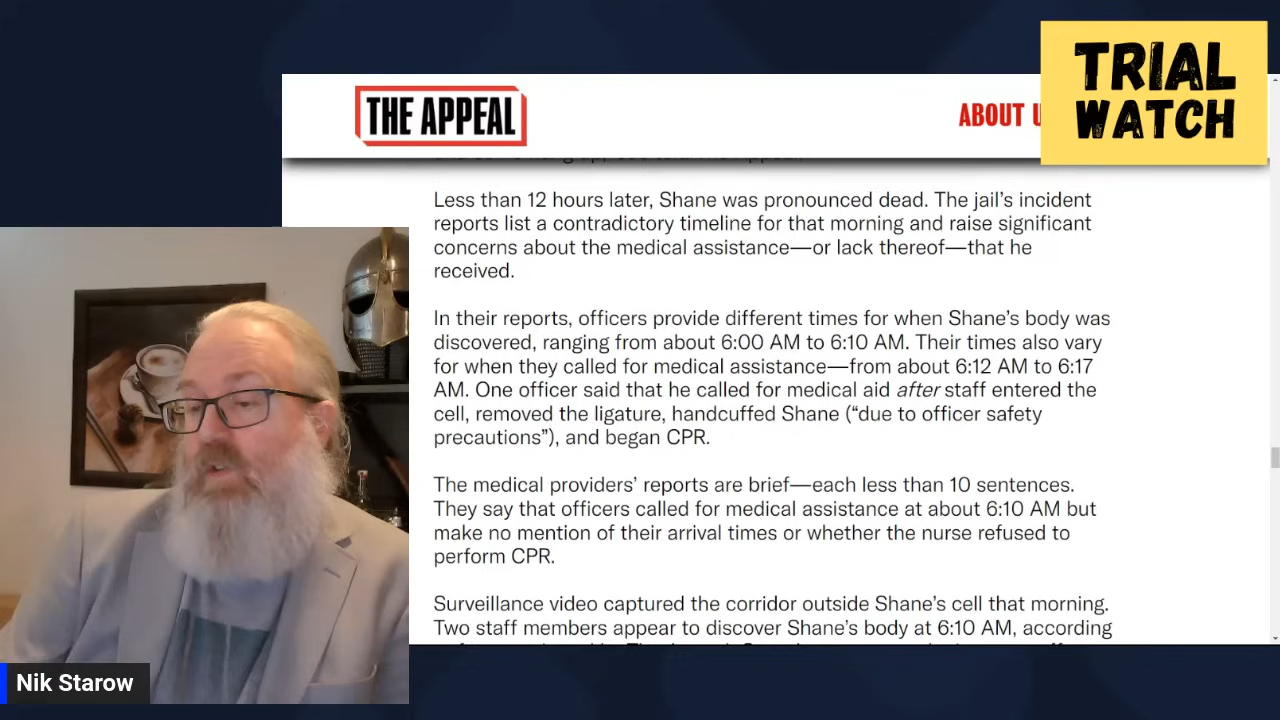 TRIAL
WATCH
THE APPEAL
ABOUT U
Less than 12 hours later, Shane was pronounced dead. The jail’s incident
reports list a contradictory timeline for that morning and raise significant
concerns about the medical assistance—or lack thereof—that he
received.
In their reports, officers provide different times for when Shane’s body was
discovered, ranging from about 6:00 AM to 6:10 AM. Their times also vary
for when they called for medical assistance—from about 6:12 AM to 6:17
AM. One officer said that he called for medical aid after staff entered the
cell, removed the ligature, handcuffed Shane (“due to officer safety
precautions”), and began CPR.
The medical providers’ reports are brief—each less than 10 sentences.
They say that officers called for medical assistance at about 6:10 AM but
make no mention of their arrival times or whether the nurse refused to
perform CPR.
Surveillance video captured the corridor outside Shane’s cell that morning.
Two staff members appear to discover Shane’s body at 6:10 AM, according
Nik Starow